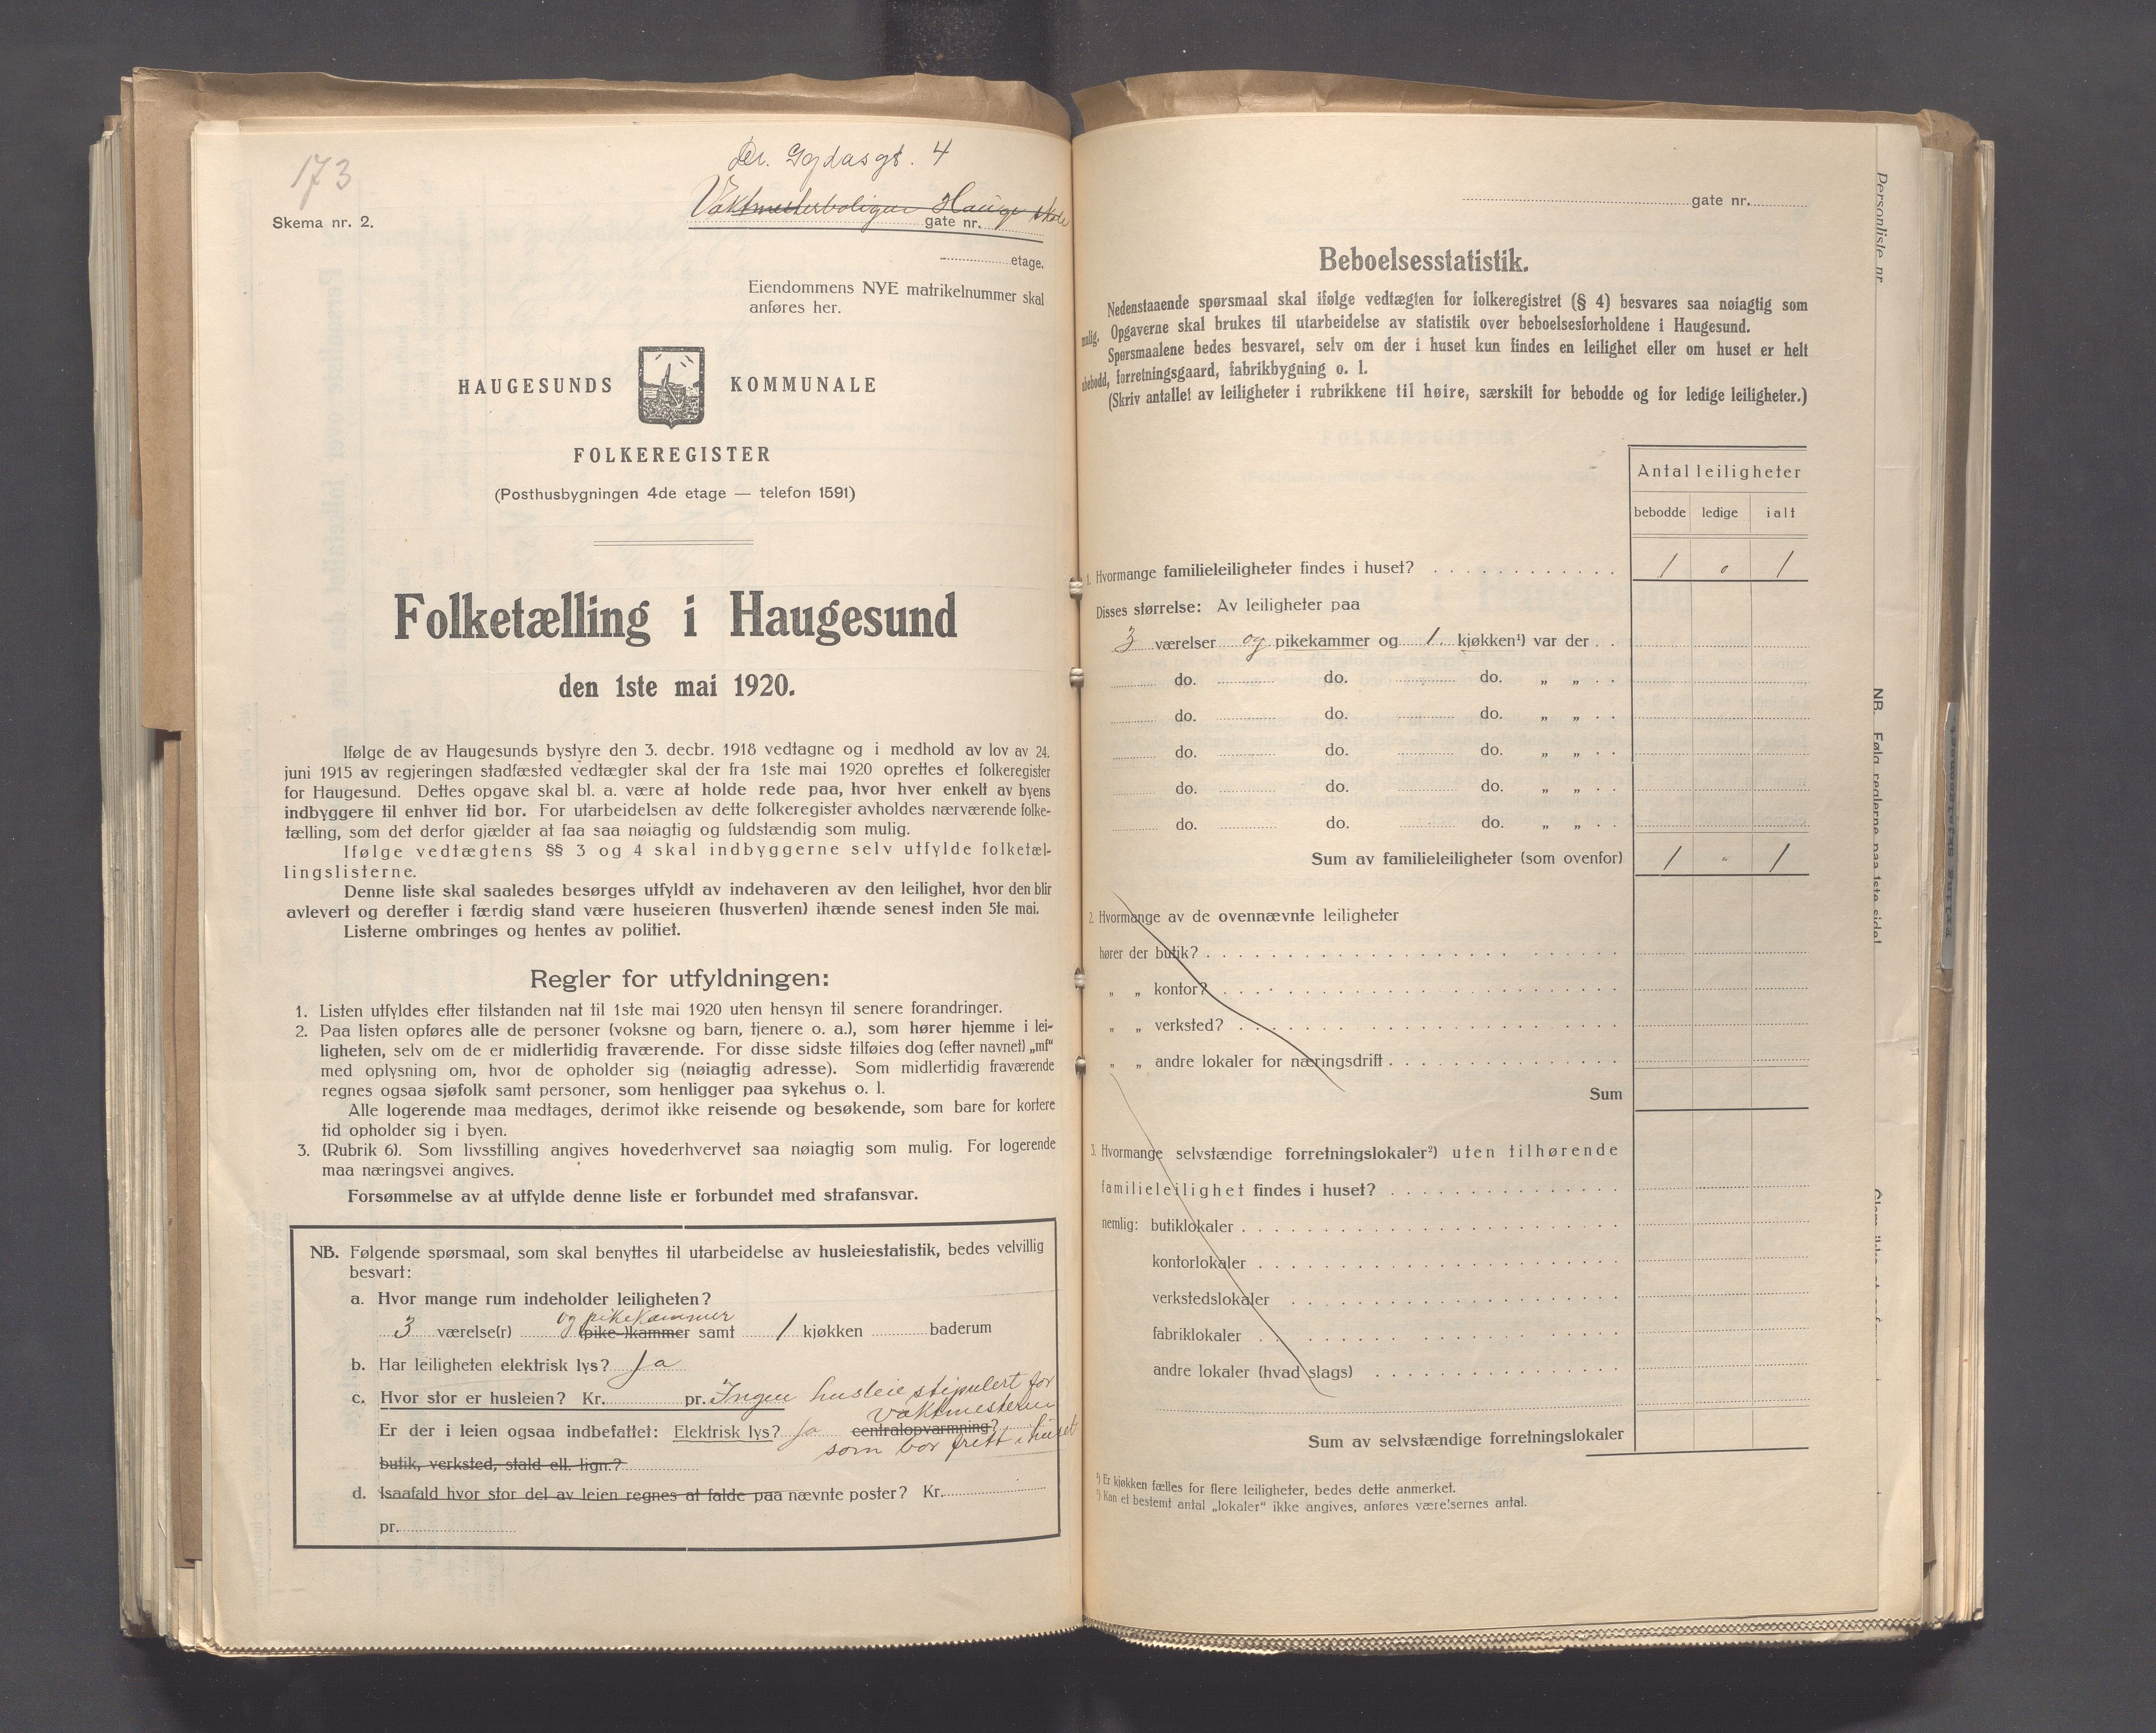 173
Dr. Gydasgt. 4
Vaktmesterboligen Hauge skole
Skema nr. 2.
gate nr.
etage.
Eiendommens NYE matrikelnummer skal
anføres her.
HAUGESUNDS KOMMUNALE
FOLKEREGISTER
(Posthusbygningen 4de etage — telefon 1591)
Folketælling i Haugesund
den 1ste mai 1920.
Ifølge de av Haugesunds bystyre den 3. decbr. 1918 vedtagne og i medhold av lov av 24.
juni 1915 av regjeringen stadfæsted vedtægter skal der fra 1ste mai 1920 oprettes et folkeregister
for Haugesund. Dettes opgave skal bl. a. være at holde rede paa, hvor hver enkelt av byens
indbyggere til enhver tid bor. For utarbeidelsen av dette folkeregister avholdes nærværende folke-
tælling, som det derfor gjælder at faa saa nøiagtig og fuldstændig som mulig.
Ifølge vedtægtens §§ 3 og 4 skal indbyggerne selv utfylde folketæl-
lingslisterne.
Denne liste skal saaledes besørges utfyldt av indehaveren av den leilighet, hvor den blir
avlevert og derefter i færdig stand være huseieren (husverten) ihænde senest inden 5te mai.
Listerne ombringes og hentes av politiet.
Regler for utfyldningen:
1. Listen utfyldes efter tilstanden nat til 1ste mai 1920 uten hensyn til senere forandringer.
2. Paa listen opføres alle de personer (voksne og barn, tjenere o. a.), som hører hjemme i lei-
ligheten, selv om de er midlertidig fraværende. For disse sidste tilføies dog (efter navnet) „mf“
med oplysning om, hvor de opholder sig (nøiagtig adresse). Som midlertidig fraværende
regnes ogsaa sjøfolk samt personer, som henligger paa sykehus o. l.
Alle logerende maa medtages, derimot ikke reisende og besøkende, som bare for kortere
tid opholder sig i byen.
3. (Rubrik 6). Som livsstilling angives hovederhvervet saa nøiagtig som mulig. For logerende
maa næringsvei angives.
Forsømmelse av at utfylde denne liste er forbundet med strafansvar.
NB. Følgende spørsmaal, som skal benyttes til utarbeidelse av husleiestatistik, bedes velvillig
besvart:
a. Hvor mange rum indeholder leiligheten?
og pikekammer
3 værelse(r) (pike-)kammer samt 1 kjøkken baderum
b. Har leiligheten elektrisk lys? Ja
c. Hvor stor er husleien? Kr. pr. Ingen husleie stipulert for
vaktmesteren
Er der i leien ogsaa indbefattet: Elektrisk lys? Ja centralopvarmning?
som bor fritt i huset
butik, verksted, stald ell. lign.?
d. Isaafald hvor stor del av leien regnes at falde paa nævnte poster? Kr.
pr.
gate nr.
Beboelsesstatistik.
Nedenstaaende spørsmaal skal ifølge vedtægten for folkeregistret (§ 4) besvares saa nøiagtig som
mulig. Opgaverne skal brukes til utarbeidelse av statistik over beboelsesforholdene i Haugesund.
Spørsmaalene bedes besvaret, selv om der i huset kun findes en leilighet eller om huset er helt
ubebodd, forretningsgaard, fabrikbygning o. l.
(Skriv antallet av leiligheter i rubrikkene til høire, særskilt for bebodde og for ledige leiligheter.)
Antal leiligheter
bebodde ledige ialt
1. Hvormange familieleiligheter findes i huset? 1 o 1
Disses størrelse: Av leiligheter paa
3 værelser og pikekammer og 1 kjøkken¹) var der
do. do. do. „ „
do. do. do. „ „
do. do. do. „ „
do. do. do. „ „
do. do. do. „ „
Sum av familieleiligheter (som ovenfor) 1 „ 1
2. Hvormange av de ovennævnte leiligheter
hører der butik?
„ „ kontor?
„ „ verksted?
„ „ andre lokaler for næringsdrift
Sum
3. Hvormange selvstændige forretningslokaler²) uten tilhørende
familieleilighet findes i huset?
nemlig: butiklokaler
kontorlokaler
verkstedslokaler
fabriklokaler
andre lokaler (hvad slags)
Sum av selvstændige forretningslokaler
¹) Er kjøkken fælles for flere leiligheter, bedes dette anmerket.
²) Kan et bestemt antal „lokaler“ ikke angives, anføres værelsernes antal.
Personliste nr.
NB. Følg reglerne paa 1ste side!